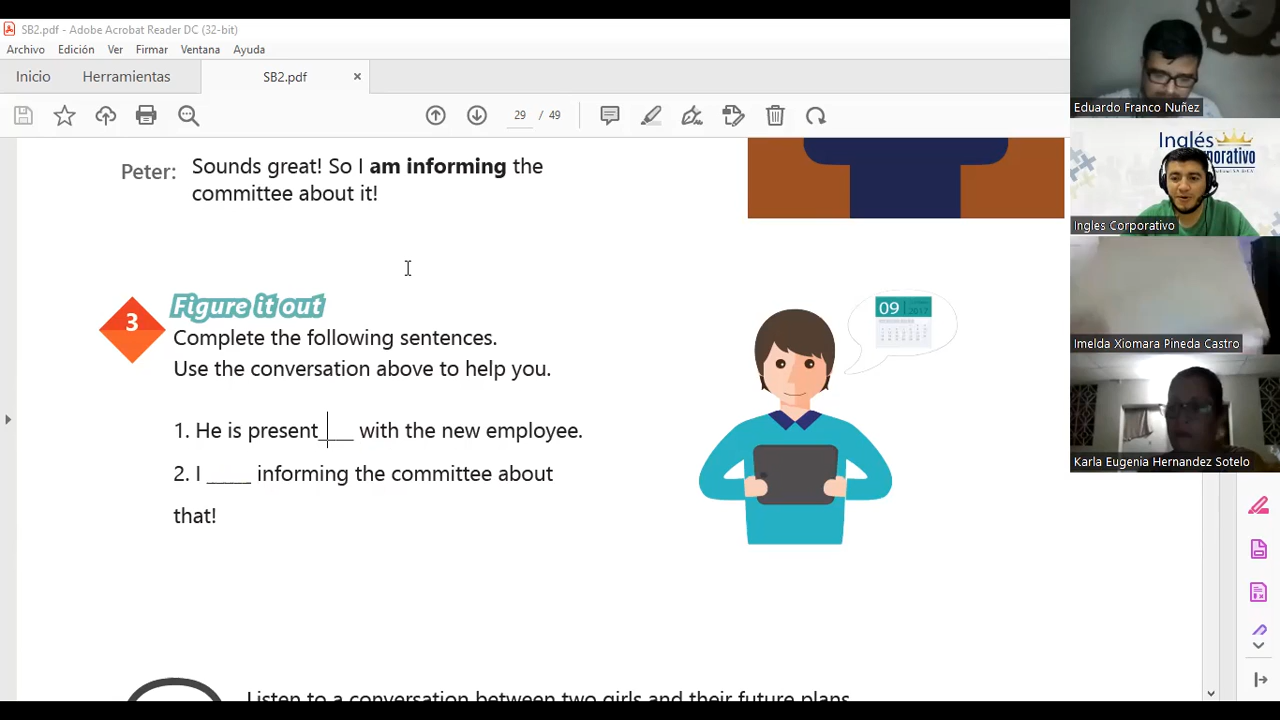 SB2.pdf - Adobe Acrobat Reader DC (32-bit)
Archivo Edición Ver Firmar Ventana Ayuda
Inicio Herramientas SB2.pdf ×
29 / 49
Peter: Sounds great! So I am informing the
committee about it!
3 Figure it out
Complete the following sentences.
Use the conversation above to help you.
1. He is present____ with the new employee.
2. I _____ informing the committee about
that!
09 2017
Listen to a conversation between two girls and their future plans
Eduardo Franco Nuñez
Inglés
Ingles Corporativo
Imelda Xiomara Pineda Castro
Karla Eugenia Hernandez Sotelo